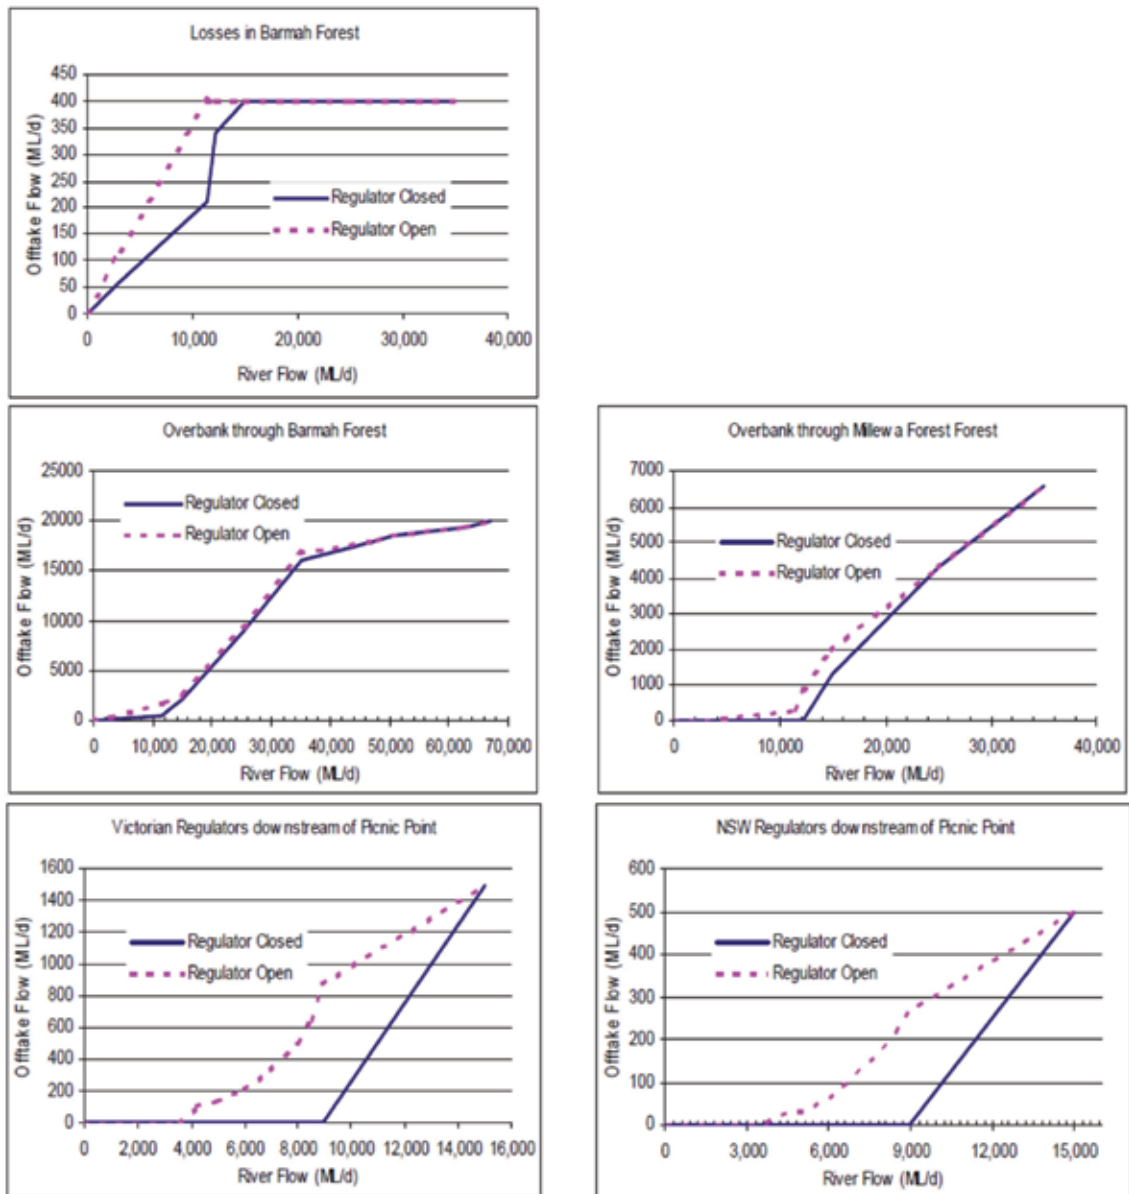 Losses in Barmah Forest
450
400
350
300
250
200
150
100
50
0
Offtake Flow (ML/d)
Regulator Closed
Regulator Open
0 10,000 20,000 30,000 40,000
River Flow (ML/d)
Overbank through Barmah Forest
25000
20000
15000
10000
5000
0
Offtake Flow (ML/d)
Regulator Closed
Regulator Open
0 10,000 20,000 30,000 40,000 50,000 60,000 70,000
River Flow (ML/d)
Overbank through Millewa Forest Forest
7000
6000
5000
4000
3000
2000
1000
0
Offtake Flow (ML/d)
Regulator Closed
Regulator Open
0 10,000 20,000 30,000 40,000
River Flow (ML/d)
Victorian Regulators downstream of Picnic Point
1600
1400
1200
1000
800
600
400
200
0
Offtake Flow (ML/d)
Regulator Closed
Regulator Open
0 2,000 4,000 6,000 8,000 10,000 12,000 14,000 16,000
River Flow (ML/d)
NSW Regulators downstream of Picnic Point
600
500
400
300
200
100
0
Offtake Flow (ML/d)
Regulator Closed
Regulator Open
0 3,000 6,000 9,000 12,000 15,000
River Flow (ML/d)